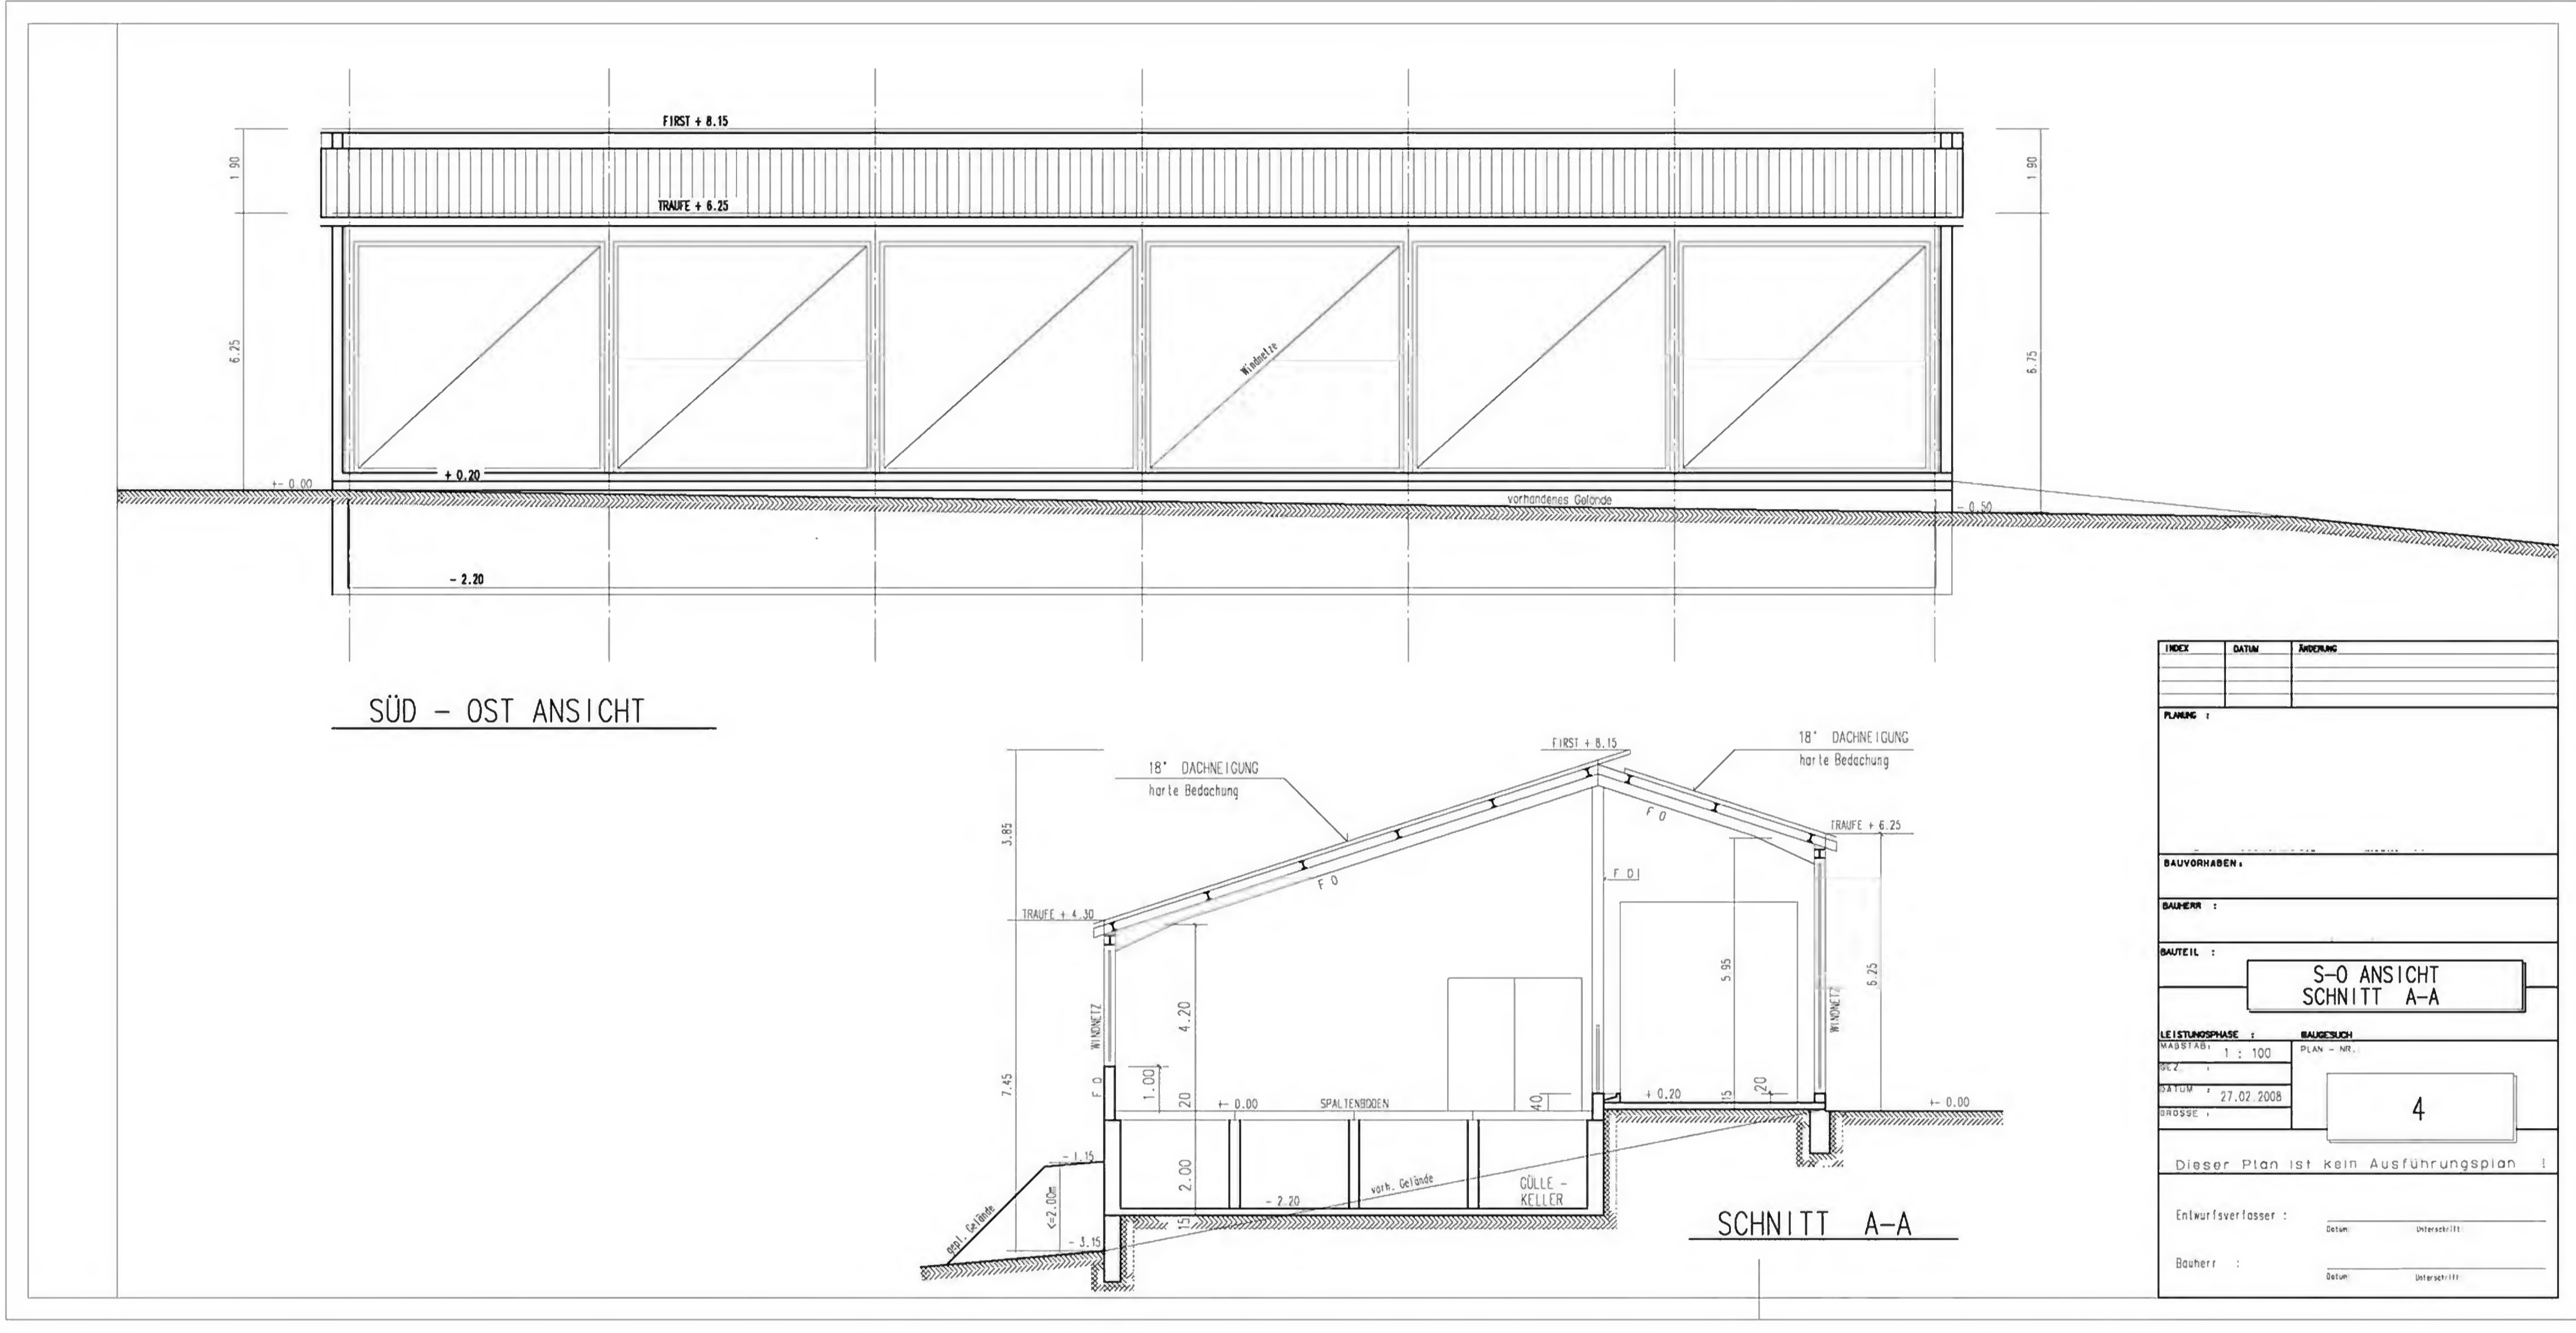 FIRST + 8.15
1.90
1.90
TRAUFE + 6.25
6.25
Windnetze
6.75
+ 0.20
+- 0.00
vorhandenes Gelände
- 0.50
- 2.20
SÜD - OST ANSICHT
INDEX DATUM ÄNDERUNG
PLANUNG :
FIRST + 8.15
18° DACHNEIGUNG
harte Bedachung
18° DACHNEIGUNG
harte Bedachung
3.85
F O
TRAUFE + 6.25
F O
F O I
TRAUFE + 4.30
BAUVORHABEN:
BAUHERR :
BAUTEIL :
S-O ANSICHT
SCHNITT A-A
5.95
6.25
WINDNETZ
WINDNETZ
4.20
F O
1.00
7.45
20
+- 0.00
SPALTENBODEN
40
+ 0.20
15
20
+- 0.00
LEISTUNGSPHASE : BAUGESUCH
MAßSTAB: 1 : 100
PLAN - NR.
GEZ. :
DATUM : 27.02.2008
GRÖSSE :
4
Dieser Plan ist kein Ausführungsplan !
- 1.15
<=2.00m
2.00
- 2.20
vorh. Gelände
GÜLLE -
KELLER
15
gepl. Gelände
- 3.15
SCHNITT A-A
Entwurfsverfasser :
Datum: Unterschrift:
Bauherr :
Datum: Unterschrift: